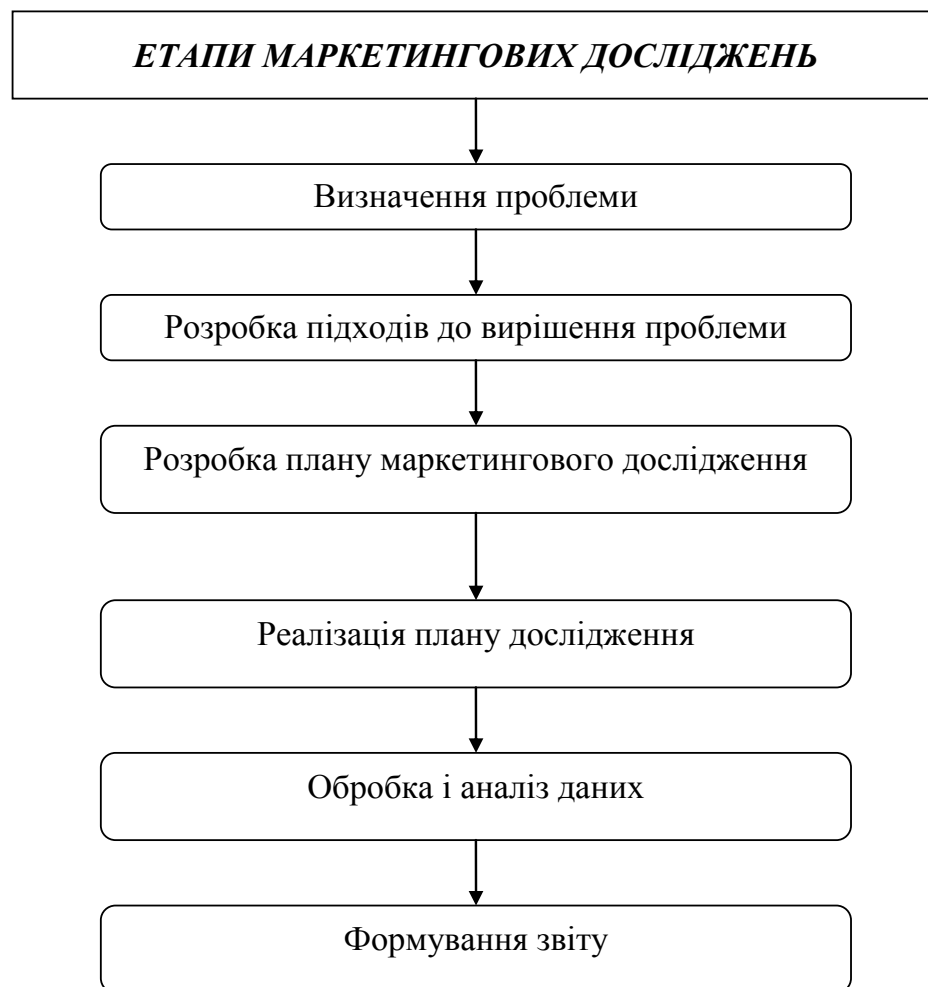 ЕТАПИ МАРКЕТИНГОВИХ ДОСЛІДЖЕНЬ
Визначення проблеми
Розробка підходів до вирішення проблеми
Розробка плану маркетингового дослідження
Реалізація плану дослідження
Обробка і аналіз даних
Формування звіту